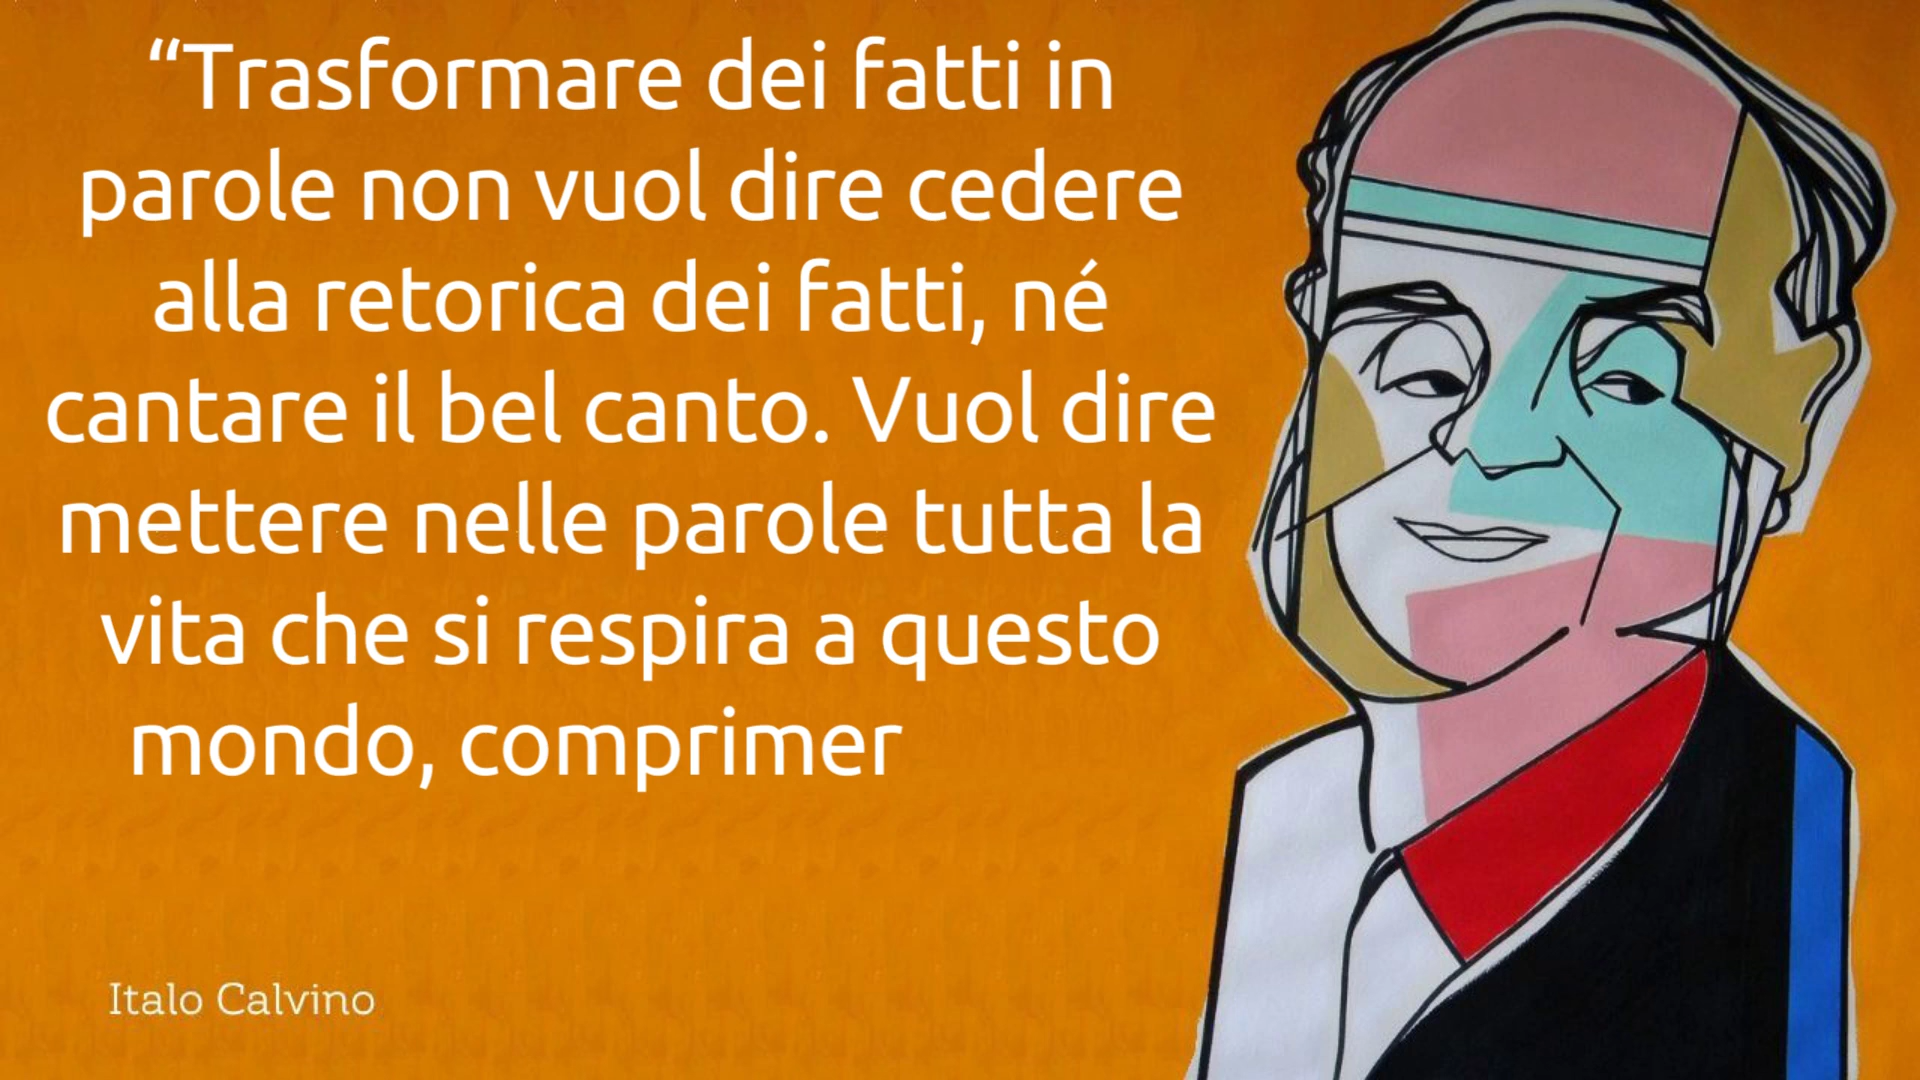 “Trasformare dei fatti in
parole non vuol dire cedere
alla retorica dei fatti, né
cantare il bel canto. Vuol dire
mettere nelle parole tutta la
vita che si respira a questo
mondo, comprimer
Italo Calvino